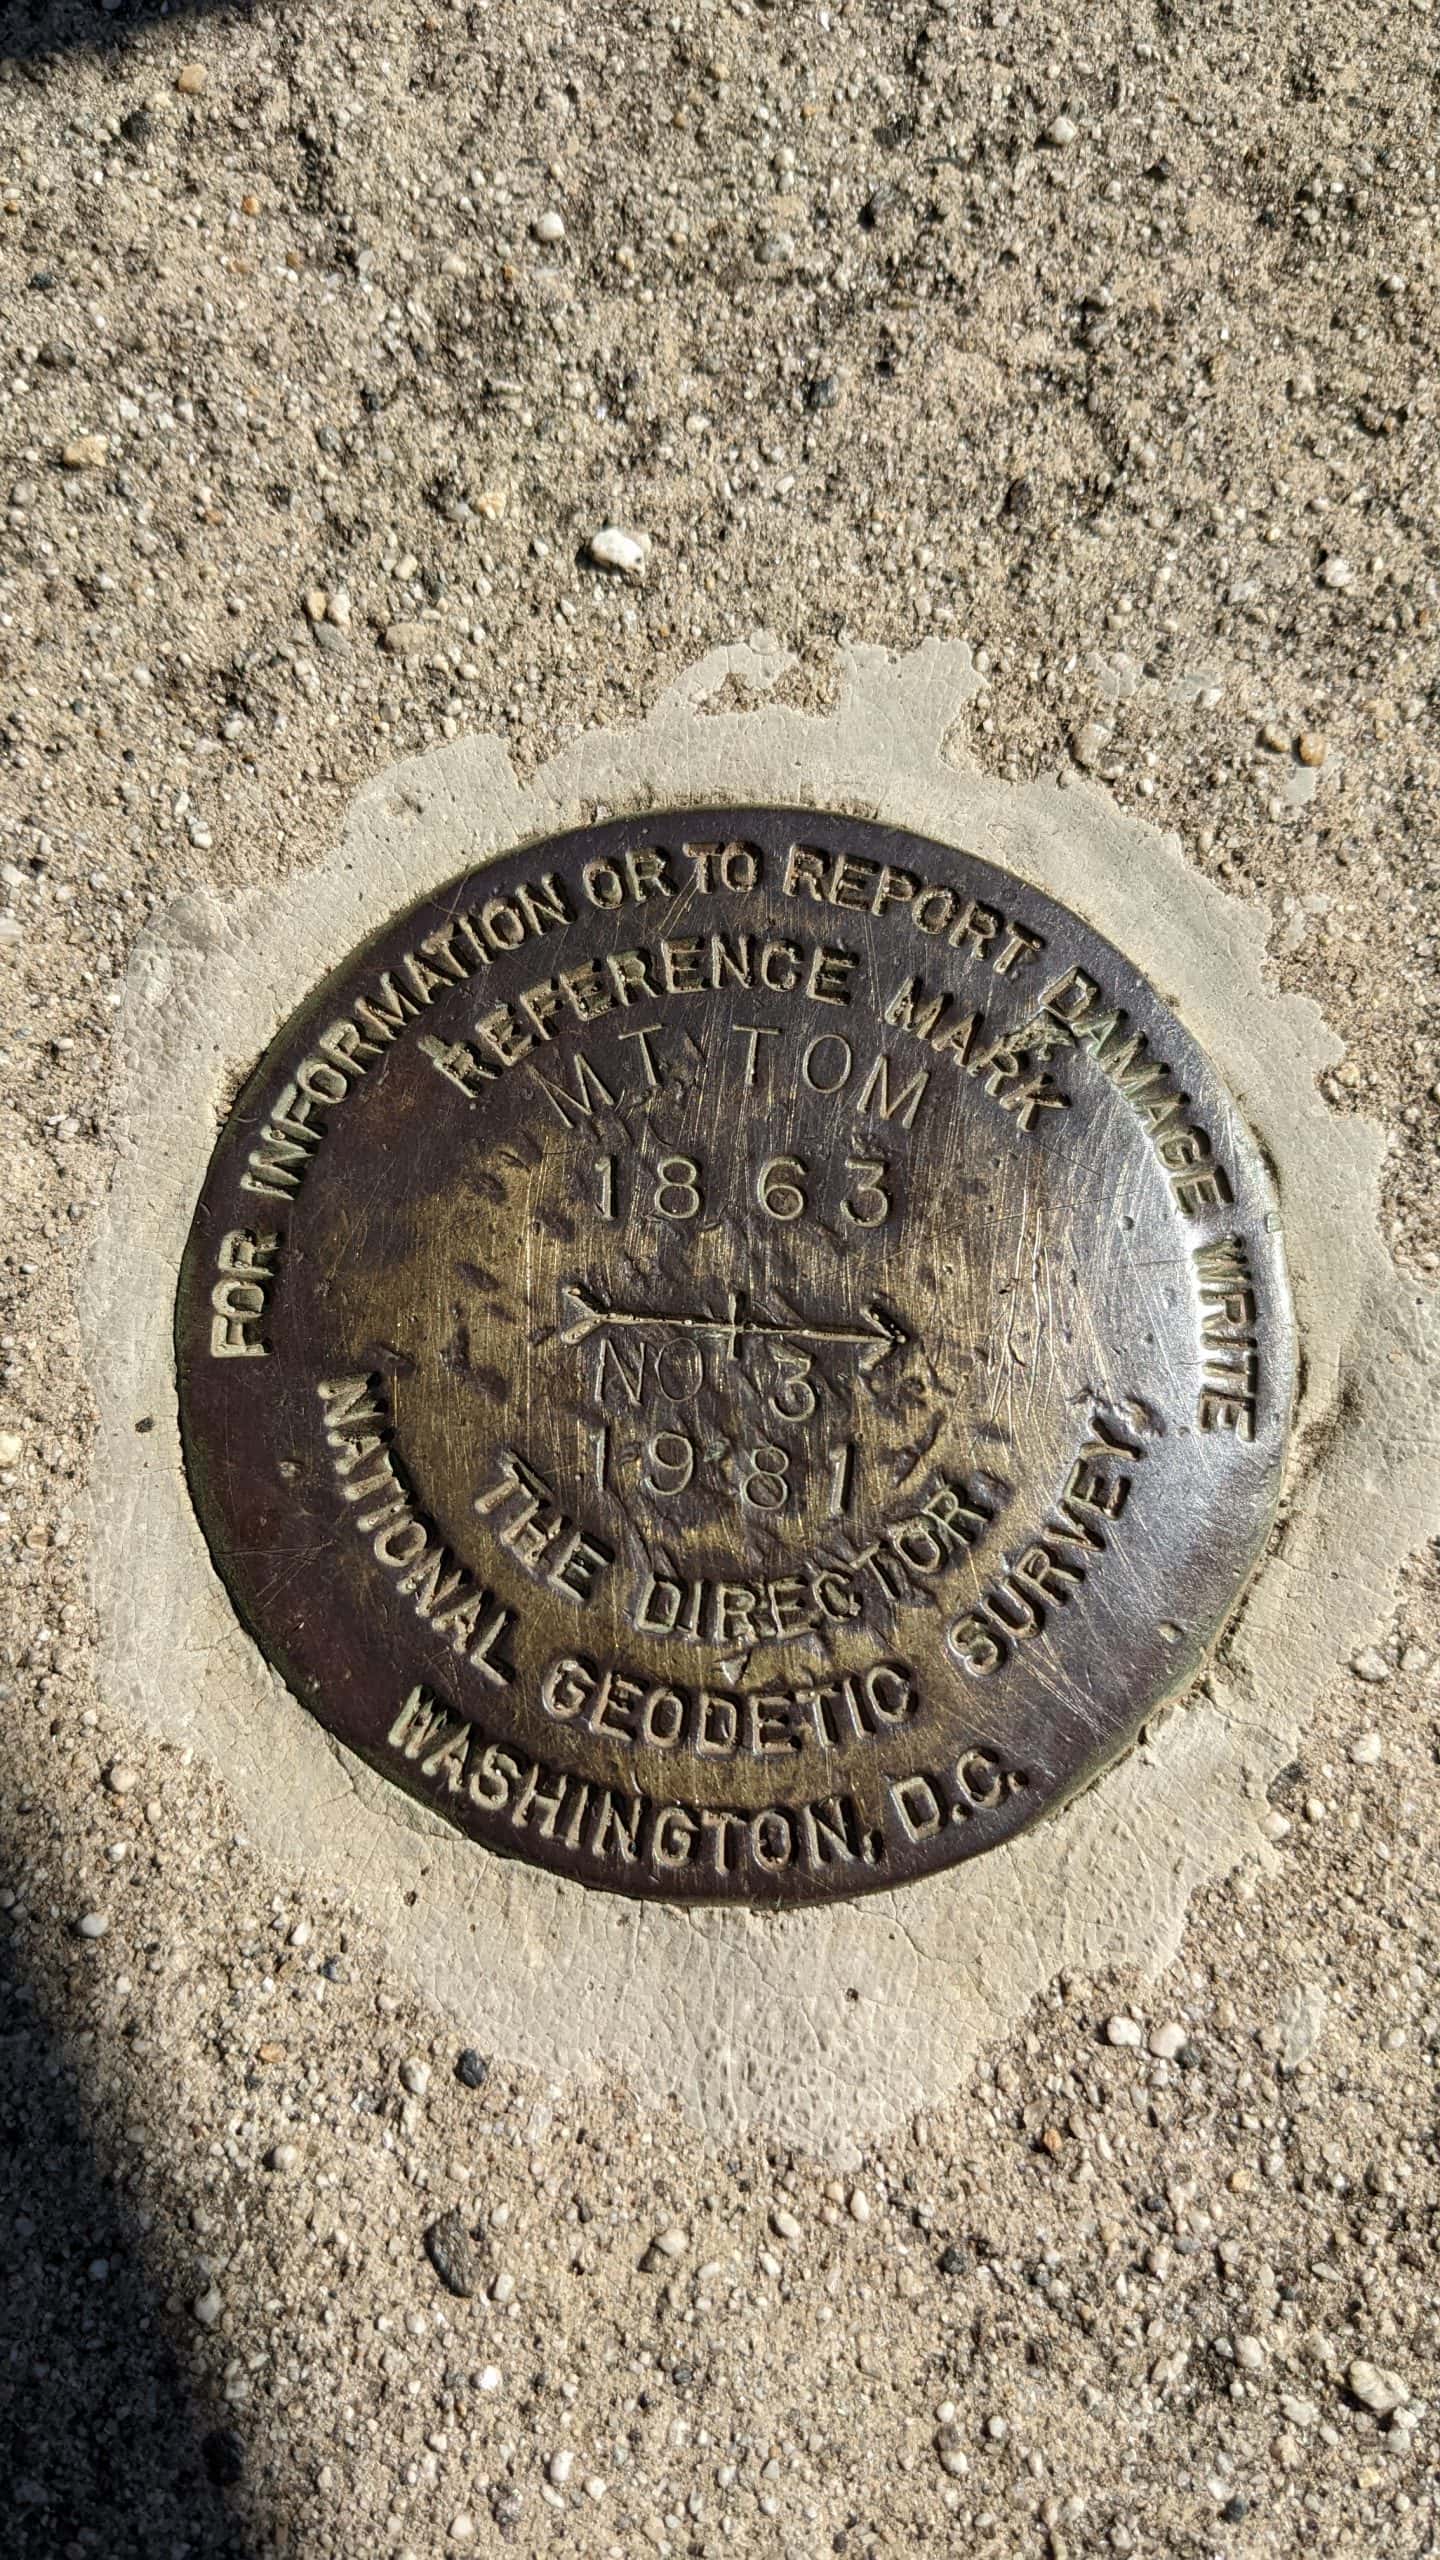 FOR INFORMATION OR TO REPORT DAMAGE WRITE
REFERENCE MARK
MT TOM
1863
NO 3
1981
THE DIRECTOR
NATIONAL GEODETIC SURVEY
WASHINGTON, D.C.